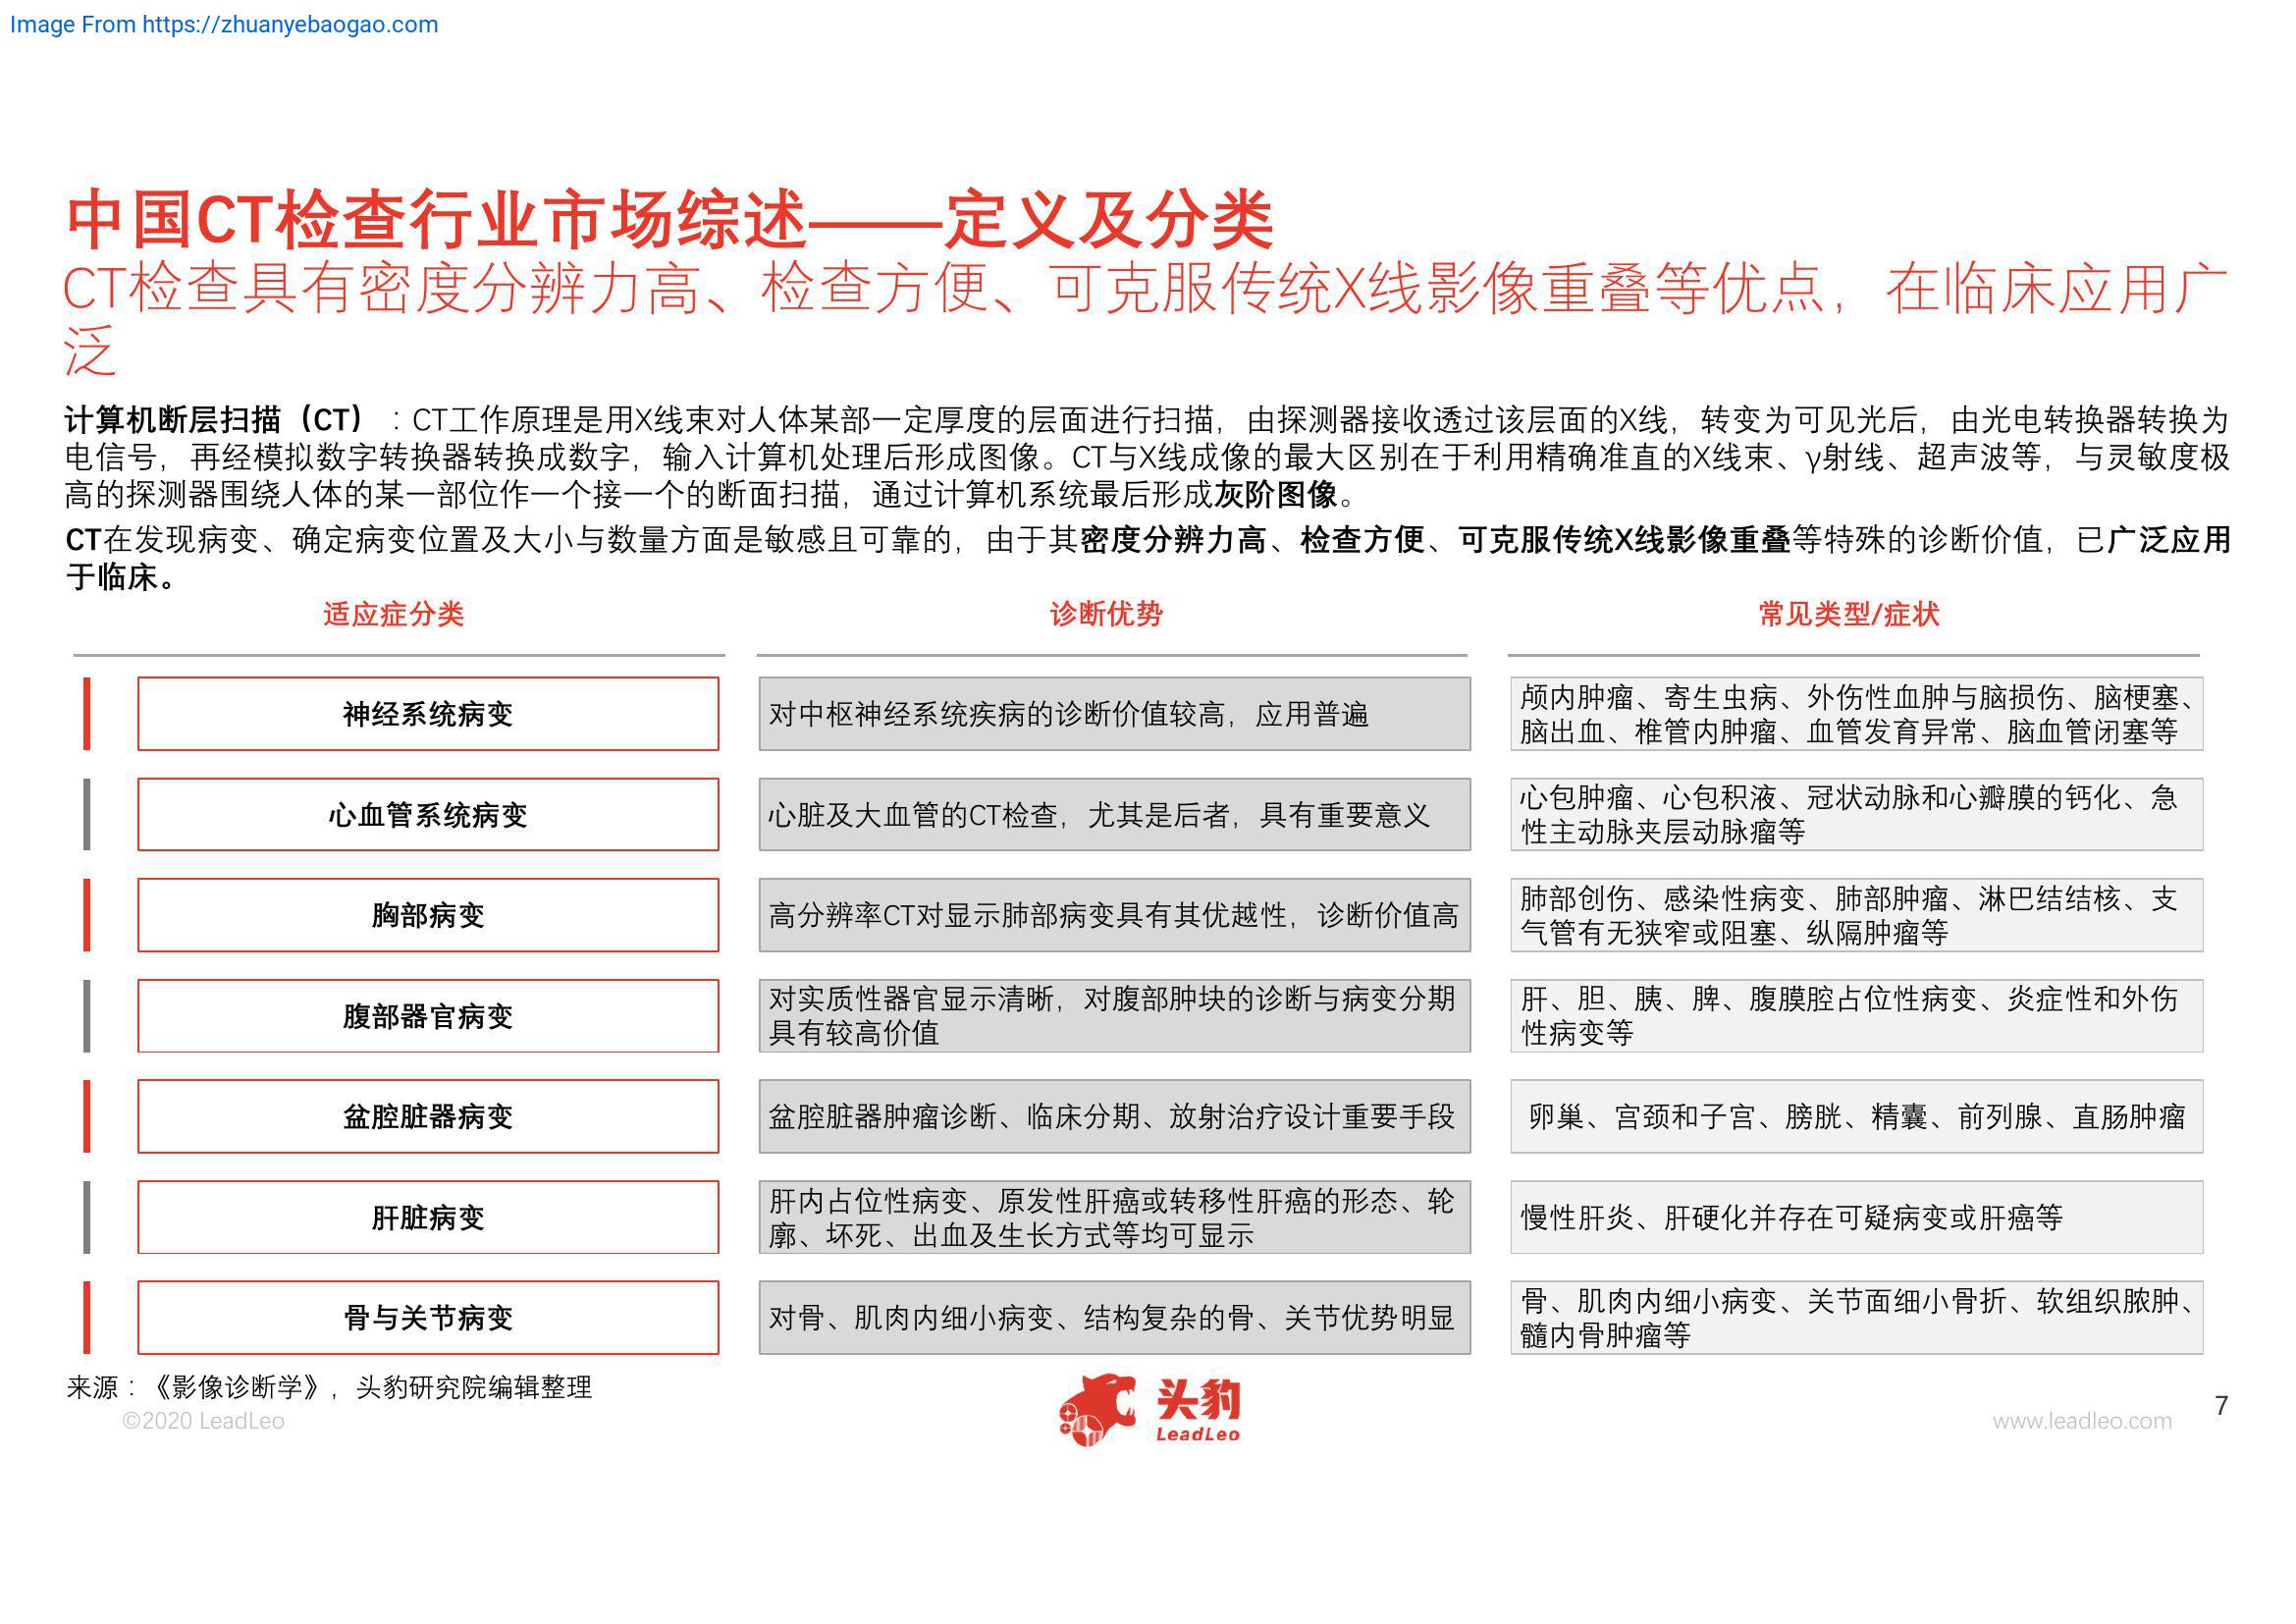 Image From https://zhuanyebaogao.com
中国CT检查行业市场综述——定义及分类
CT检查具有密度分辨力高、检查方便、可克服传统X线影像重叠等优点，在临床应用广
泛
计算机断层扫描（CT）：CT工作原理是用X线束对人体某部一定厚度的层面进行扫描，由探测器接收透过该层面的X线，转变为可见光后，由光电转换器转换为
电信号，再经模拟数字转换器转换成数字，输入计算机处理后形成图像。CT与X线成像的最大区别在于利用精确准直的X线束、γ射线、超声波等，与灵敏度极
高的探测器围绕人体的某一部位作一个接一个的断面扫描，通过计算机系统最后形成灰阶图像。
CT在发现病变、确定病变位置及大小与数量方面是敏感且可靠的，由于其密度分辨力高、检查方便、可克服传统X线影像重叠等特殊的诊断价值，已广泛应用
于临床。
适应症分类
诊断优势
常见类型/症状
神经系统病变
对中枢神经系统疾病的诊断价值较高，应用普遍
颅内肿瘤、寄生虫病、外伤性血肿与脑损伤、脑梗塞、
脑出血、椎管内肿瘤、血管发育异常、脑血管闭塞等
心血管系统病变
心脏及大血管的CT检查，尤其是后者，具有重要意义
心包肿瘤、心包积液、冠状动脉和心瓣膜的钙化、急
性主动脉夹层动脉瘤等
胸部病变
高分辨率CT对显示肺部病变具有其优越性，诊断价值高
肺部创伤、感染性病变、肺部肿瘤、淋巴结结核、支
气管有无狭窄或阻塞、纵隔肿瘤等
腹部器官病变
对实质性器官显示清晰，对腹部肿块的诊断与病变分期
具有较高价值
肝、胆、胰、脾、腹膜腔占位性病变、炎症性和外伤
性病变等
盆腔脏器病变
盆腔脏器肿瘤诊断、临床分期、放射治疗设计重要手段
卵巢、宫颈和子宫、膀胱、精囊、前列腺、直肠肿瘤
肝脏病变
肝内占位性病变、原发性肝癌或转移性肝癌的形态、轮
廓、坏死、出血及生长方式等均可显示
慢性肝炎、肝硬化并存在可疑病变或肝癌等
骨与关节病变
对骨、肌肉内细小病变、结构复杂的骨、关节优势明显
骨、肌肉内细小病变、关节面细小骨折、软组织脓肿、
髓内骨肿瘤等
来源：《影像诊断学》，头豹研究院编辑整理
©2020 LeadLeo
头豹
LeadLeo
www.leadleo.com
7